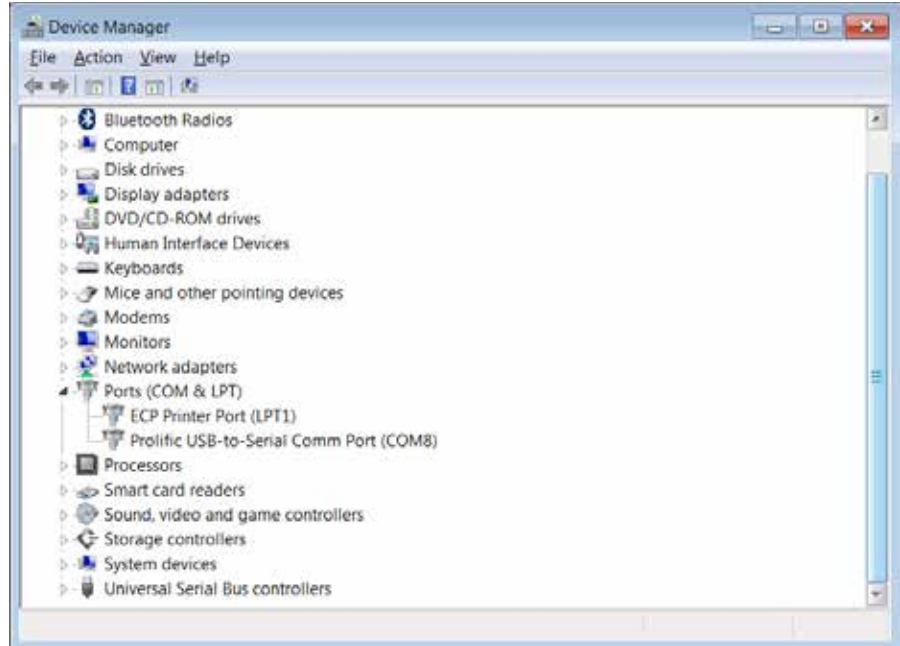 Device Manager
File Action View Help
Bluetooth Radios
Computer
Disk drives
Display adapters
DVD/CD-ROM drives
Human Interface Devices
Keyboards
Mice and other pointing devices
Modems
Monitors
Network adapters
Ports (COM & LPT)
ECP Printer Port (LPT1)
Prolific USB-to-Serial Comm Port (COM8)
Processors
Smart card readers
Sound, video and game controllers
Storage controllers
System devices
Universal Serial Bus controllers